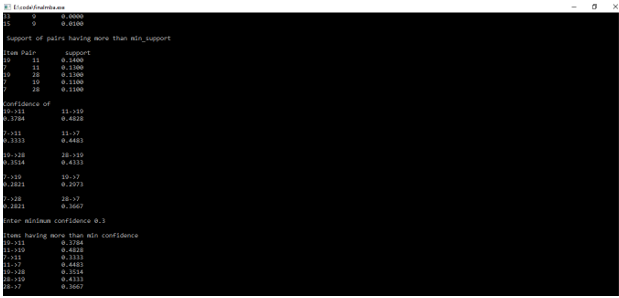 E:\code\finalmba.exe
33 9 0.0000
15 9 0.0100
Support of pairs having more than min_support
Item Pair support
19 11 0.1400
7 11 0.1300
19 28 0.1300
7 19 0.1100
7 28 0.1100
Confidence of
19->11 11->19
0.3784 0.4828
7->11 11->7
0.3333 0.4483
19->28 28->19
0.3514 0.4333
7->19 19->7
0.2821 0.2973
7->28 28->7
0.2821 0.3667
Enter minimum confidence 0.3
Items having more than min confidence
19->11 0.3784
11->19 0.4828
7->11 0.3333
11->7 0.4483
19->28 0.3514
28->19 0.4333
28->7 0.3667